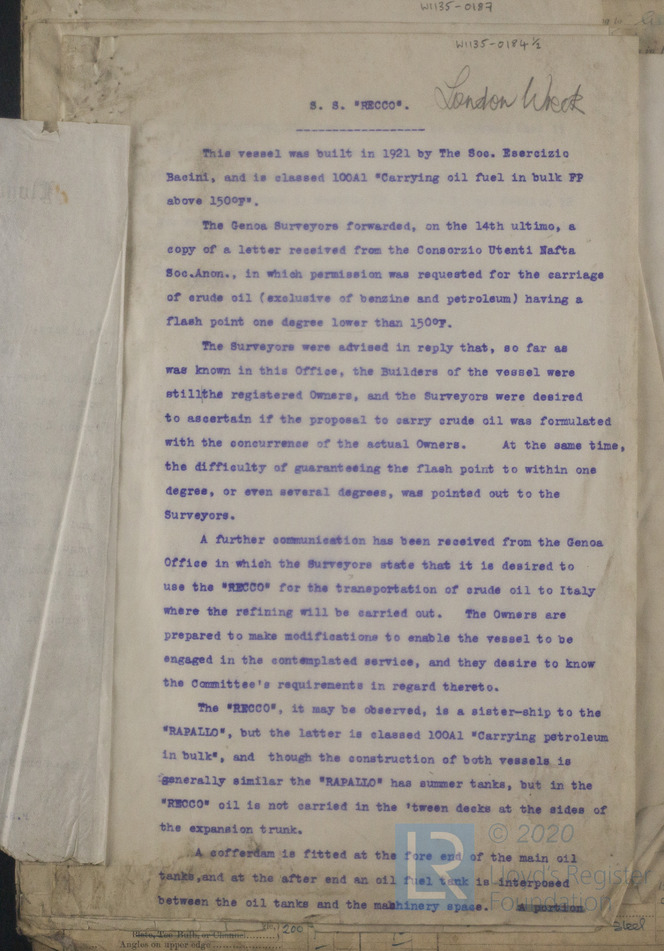 W1135-0187
W1135-0184½
London Wreck
S. S. "RECCO".
This vessel was built in 1921 by The Soc. Esercizio
Bacini, and is classed 100A1 "Carrying oil fuel in bulk FP
above 150°F".
The Genoa Surveyors forwarded, on the 14th ultimo, a
copy of a letter received from the Consorzio Utenti Nafta
Soc.Anon., in which permission was requested for the carriage
of crude oil (exclusive of benzine and petroleum) having a
flash point one degree lower than 150°F.
The Surveyors were advised in reply that, so far as
was known in this Office, the Builders of the vessel were
still the registered Owners, and the Surveyors were desired
to ascertain if the proposal to carry crude oil was formulated
with the concurrence of the actual Owners. At the same time,
the difficulty of guaranteeing the flash point to within one
degree, or even several degrees, was pointed out to the
Surveyors.
A further communication has been received from the Genoa
Office in which the Surveyors state that it is desired to
use the "RECCO" for the transportation of crude oil to Italy
where the refining will be carried out. The Owners are
prepared to make modifications to enable the vessel to be
engaged in the contemplated service, and they desire to know
the Committee's requirements in regard thereto.
The "RECCO", it may be observed, is a sister-ship to the
"RAPALLO", but the latter is classed 100A1 "Carrying petroleum
in bulk", and though the construction of both vessels is
generally similar the "RAPALLO" has summer tanks, but in the
"RECCO" oil is not carried in the 'tween decks at the sides of
the expansion trunk.
A cofferdam is fitted at the fore end of the main oil
tanks,and at the after end an oil fuel tank is interposed
between the oil tanks and the machinery space. A portion
LR © 2020
Lloyd's Register
Foundation
200
Steel
Angles on upper edge